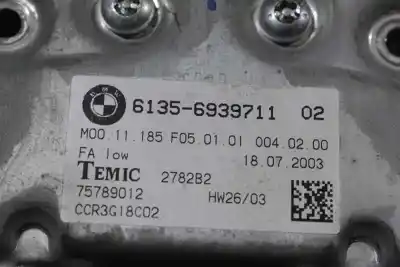 BMW
6135-6939711 02
M00.11.185 F05.01.01 004.02.00
FA low 18.07.2003
TEMIC 2782B2
75789012 HW26/03
CCR3G18C02